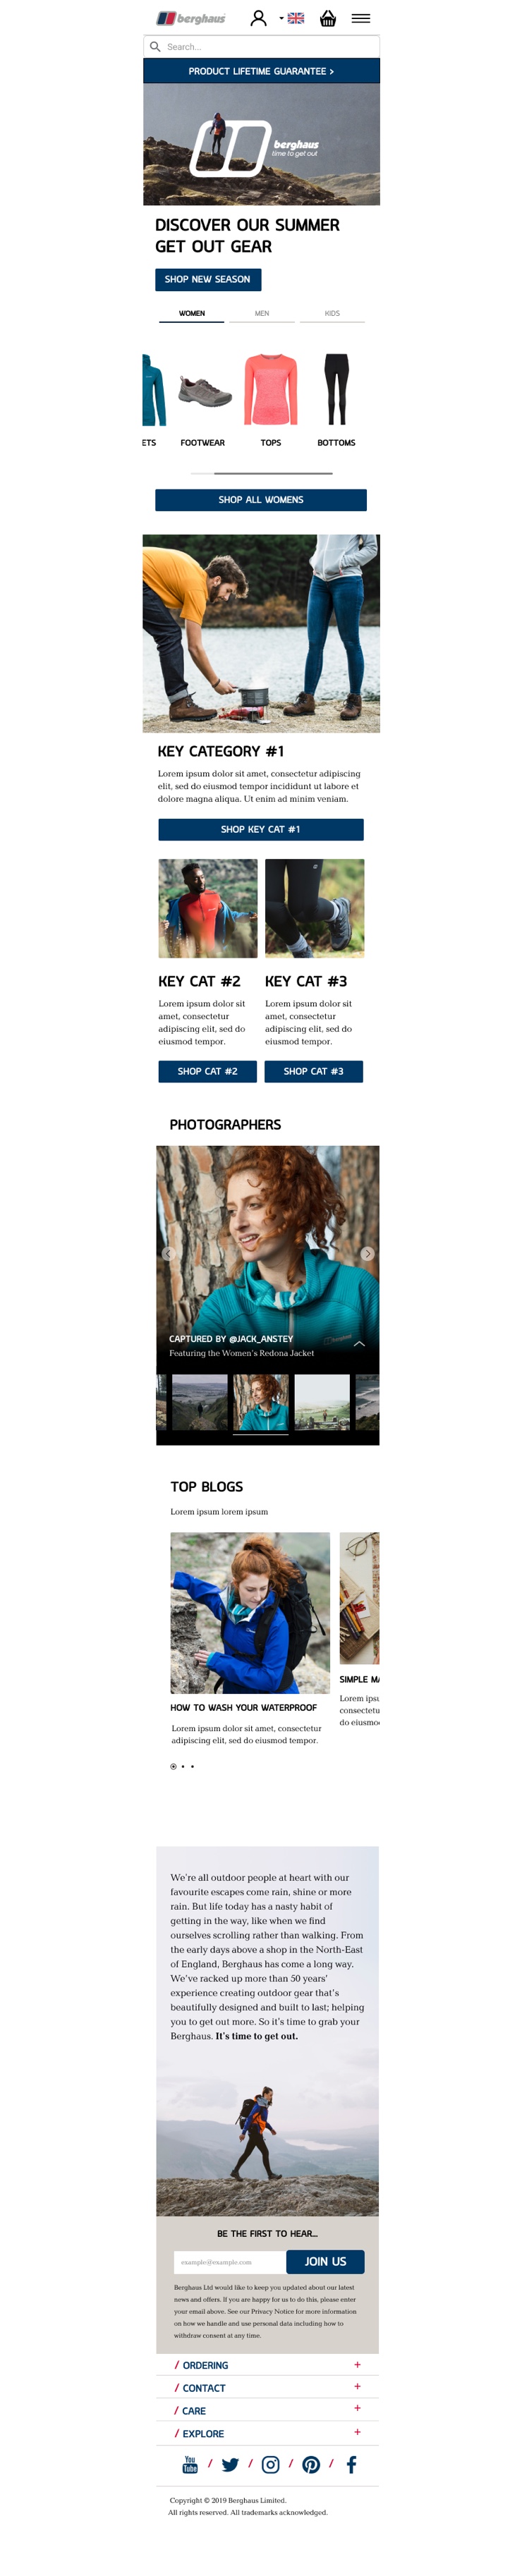 berghaus
Search...
PRODUCT LIFETIME GUARANTEE >
berghaus
time to get out
DISCOVER OUR SUMMER
GET OUT GEAR
SHOP NEW SEASON
WOMEN MEN KIDS
ETS FOOTWEAR TOPS BOTTOMS
SHOP ALL WOMENS
KEY CATEGORY #1
Lorem ipsum dolor sit amet, consectetur adipiscing
elit, sed do eiusmod tempor incididunt ut labore et
dolore magna aliqua. Ut enim ad minim veniam.
SHOP KEY CAT #1
KEY CAT #2
Lorem ipsum dolor sit
amet, consectetur
adipiscing elit, sed do
eiusmod tempor.
SHOP CAT #2
KEY CAT #3
Lorem ipsum dolor sit
amet, consectetur
adipiscing elit, sed do
eiusmod tempor.
SHOP CAT #3
PHOTOGRAPHERS
CAPTURED BY @JACK_ANSTEY
Featuring the Women's Redona Jacket
TOP BLOGS
Lorem ipsum lorem ipsum
HOW TO WASH YOUR WATERPROOF
Lorem ipsum dolor sit amet, consectetur
adipiscing elit, sed do eiusmod tempor.
SIMPLE MA
Lorem ipsu
consectetu
do eiusmo
We're all outdoor people at heart with our
favourite escapes come rain, shine or more
rain. But life today has a nasty habit of
getting in the way, like when we find
ourselves scrolling rather than walking. From
the early days above a shop in the North-East
of England, Berghaus has come a long way.
We've racked up more than 50 years'
experience creating outdoor gear that's
beautifully designed and built to last; helping
you to get out more. So it's time to grab your
Berghaus. It's time to get out.
BE THE FIRST TO HEAR...
example@example.com
JOIN US
Berghaus Ltd would like to keep you updated about our latest
news and offers. If you are happy for us to do this, please enter
your email above. See our Privacy Notice for more information
on how we handle and use personal data including how to
withdraw consent at any time.
/ ORDERING +
/ CONTACT +
/ CARE +
/ EXPLORE +
You Tube / / / /
Copyright © 2019 Berghaus Limited.
All rights reserved. All trademarks acknowledged.